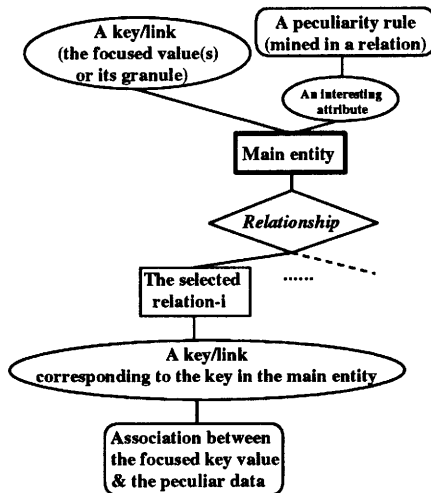 A key/link
(the focused value(s)
or its granule)
A peculiarity rule
(mined in a relation)
An interesting
attribute
Main entity
Relationship
The selected
relation-i
......
A key/link
corresponding to the key in the main entity
Association between
the focused key value
& the peculiar data